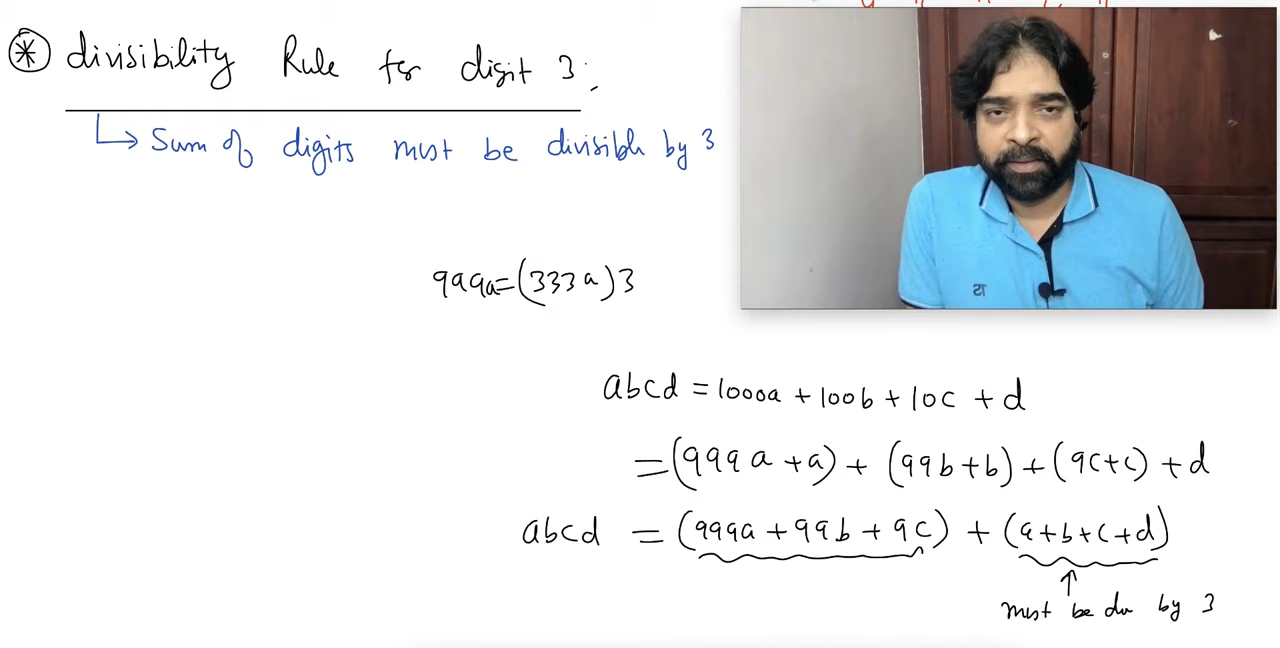 * divisibility Rule for digit 3:
↳ Sum of digits must be divisible by 3
999a=(333a)3
abcd = 1000a + 100b + 10c + d
=(999a+a) + (99b+b) + (9c+c) + d
abcd = (999a + 99b + 9c) + (a+b+c+d)
↑
must be div by 3